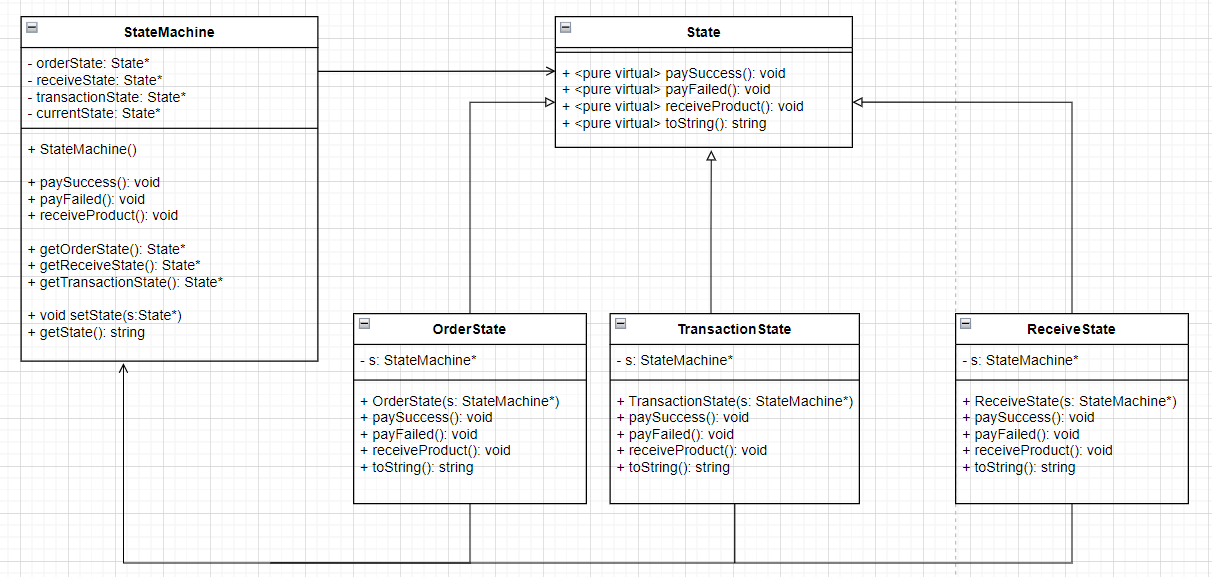 StateMachine
- orderState: State*
- receiveState: State*
- transactionState: State*
- currentState: State*
+ StateMachine()
+ paySuccess(): void
+ payFailed(): void
+ receiveProduct(): void
+ getOrderState(): State*
+ getReceiveState(): State*
+ getTransactionState(): State*
+ void setState(s:State*)
+ getState(): string
State
+ <pure virtual> paySuccess(): void
+ <pure virtual> payFailed(): void
+ <pure virtual> receiveProduct(): void
+ <pure virtual> toString(): string
OrderState
- s: StateMachine*
+ OrderState(s: StateMachine*)
+ paySuccess(): void
+ payFailed(): void
+ receiveProduct(): void
+ toString(): string
TransactionState
- s: StateMachine*
+ TransactionState(s: StateMachine*)
+ paySuccess(): void
+ payFailed(): void
+ receiveProduct(): void
+ toString(): string
ReceiveState
- s: StateMachine*
+ ReceiveState(s: StateMachine*)
+ paySuccess(): void
+ payFailed(): void
+ receiveProduct(): void
+ toString(): string